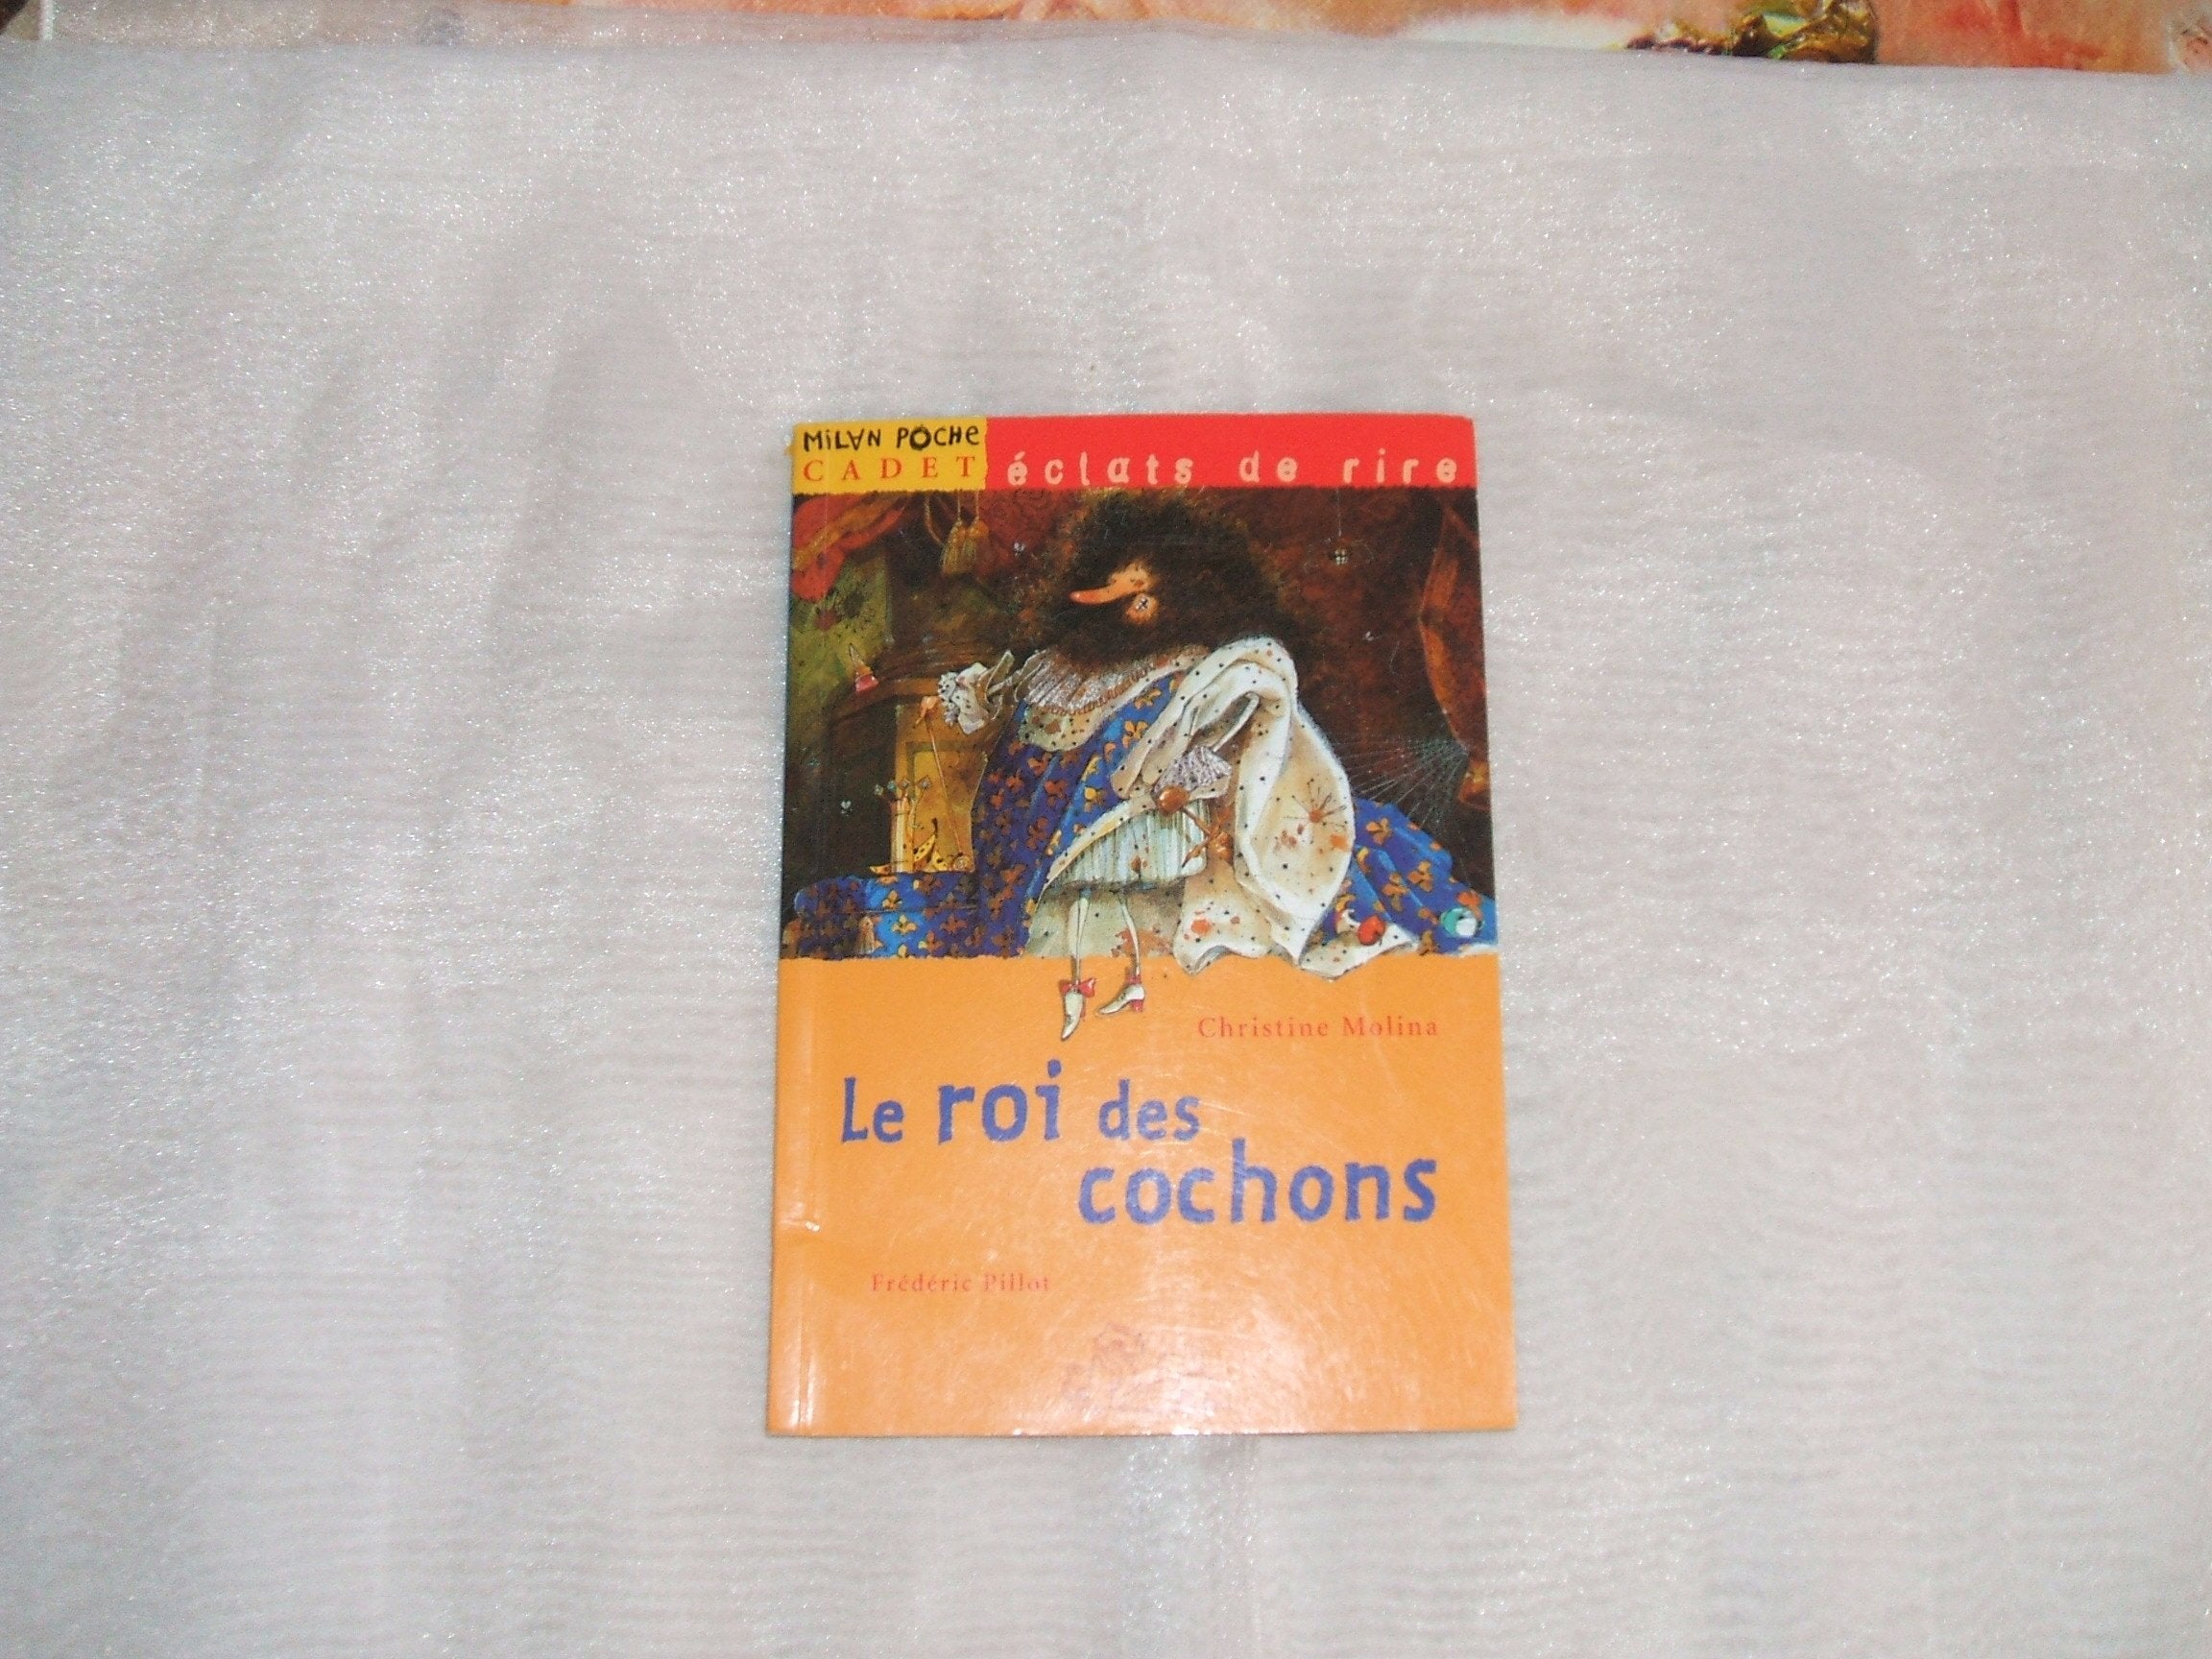 MiLAN POCHe
CADET
éclats de rire
Christine Molina
Le roi des
cochons
Frédéric Pillot